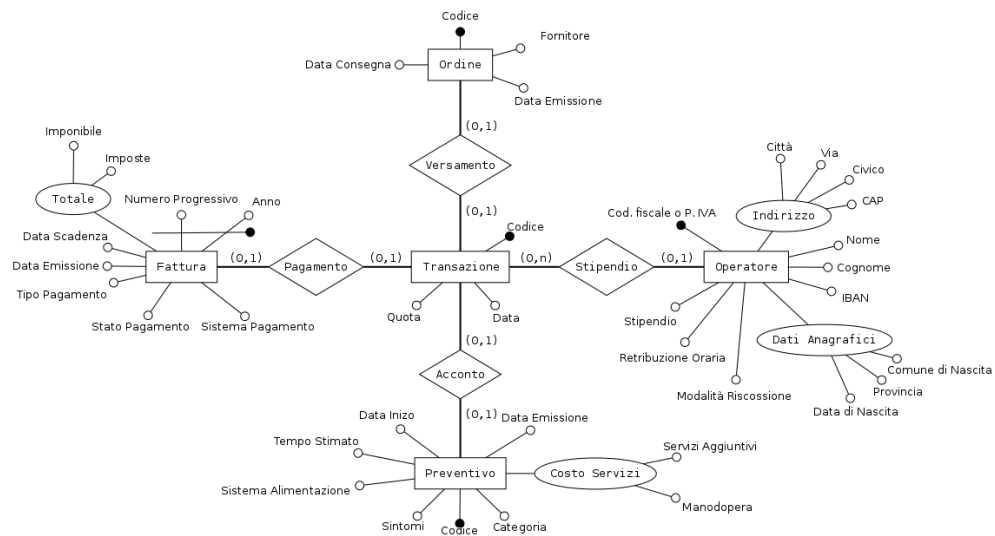 Codice
Fornitore
Data Consegna
Ordine
Data Emissione
(0,1)
Versamento
(0,1)
Imponibile
Imposte
Totale
Numero Progressivo
Anno
Data Scadenza
Data Emissione
Fattura
Tipo Pagamento
Stato Pagamento
Sistema Pagamento
(0,1)
Pagamento
(0,1)
Codice
Transazione
Quota
Data
(0,n)
Stipendio
(0,1)
Città
Via
Civico
CAP
Indirizzo
Cod. fiscale o P.IVA
Nome
Operatore
Cognome
IBAN
Stipendio
Retribuzione Oraria
Modalità Riscossione
Dati Anagrafici
Comune di Nascita
Provincia
Data di Nascita
(0,1)
Acconto
(0,1)
Data Inizo
Data Emissione
Tempo Stimato
Servizi Aggiuntivi
Preventivo
Costo Servizi
Sistema Alimentazione
Manodopera
Sintomi
Codice
Categoria